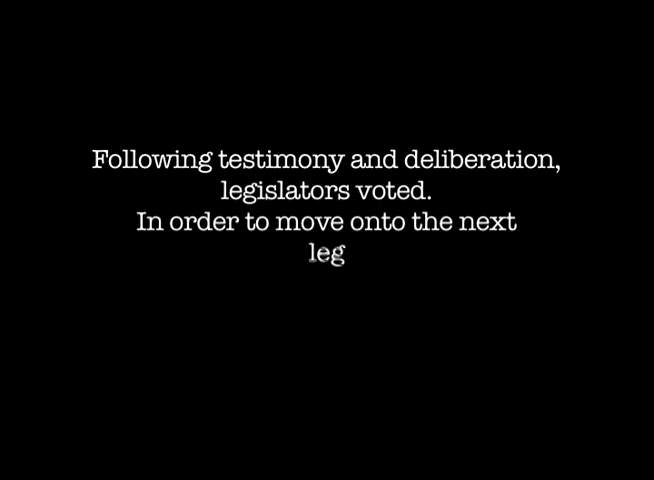 Following testimony and deliberation,
legislators voted.
In order to move onto the next
leg